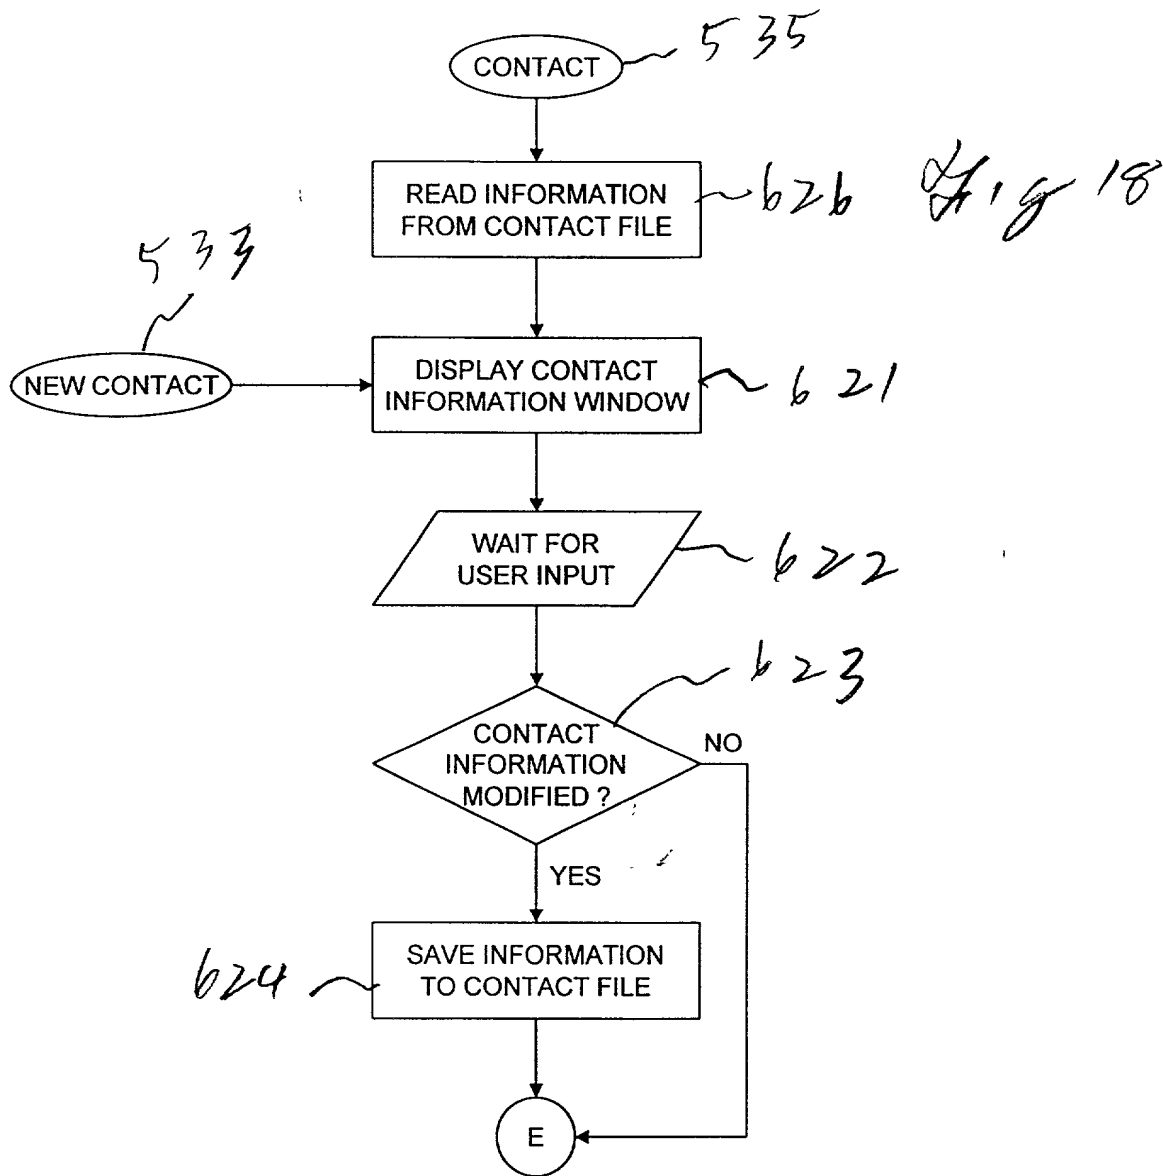 CONTACT
535
READ INFORMATION
FROM CONTACT FILE
626
Fig 18
533
NEW CONTACT
DISPLAY CONTACT
INFORMATION WINDOW
621
WAIT FOR
USER INPUT
622
623
CONTACT
INFORMATION
MODIFIED ?
NO
YES
624
SAVE INFORMATION
TO CONTACT FILE
E